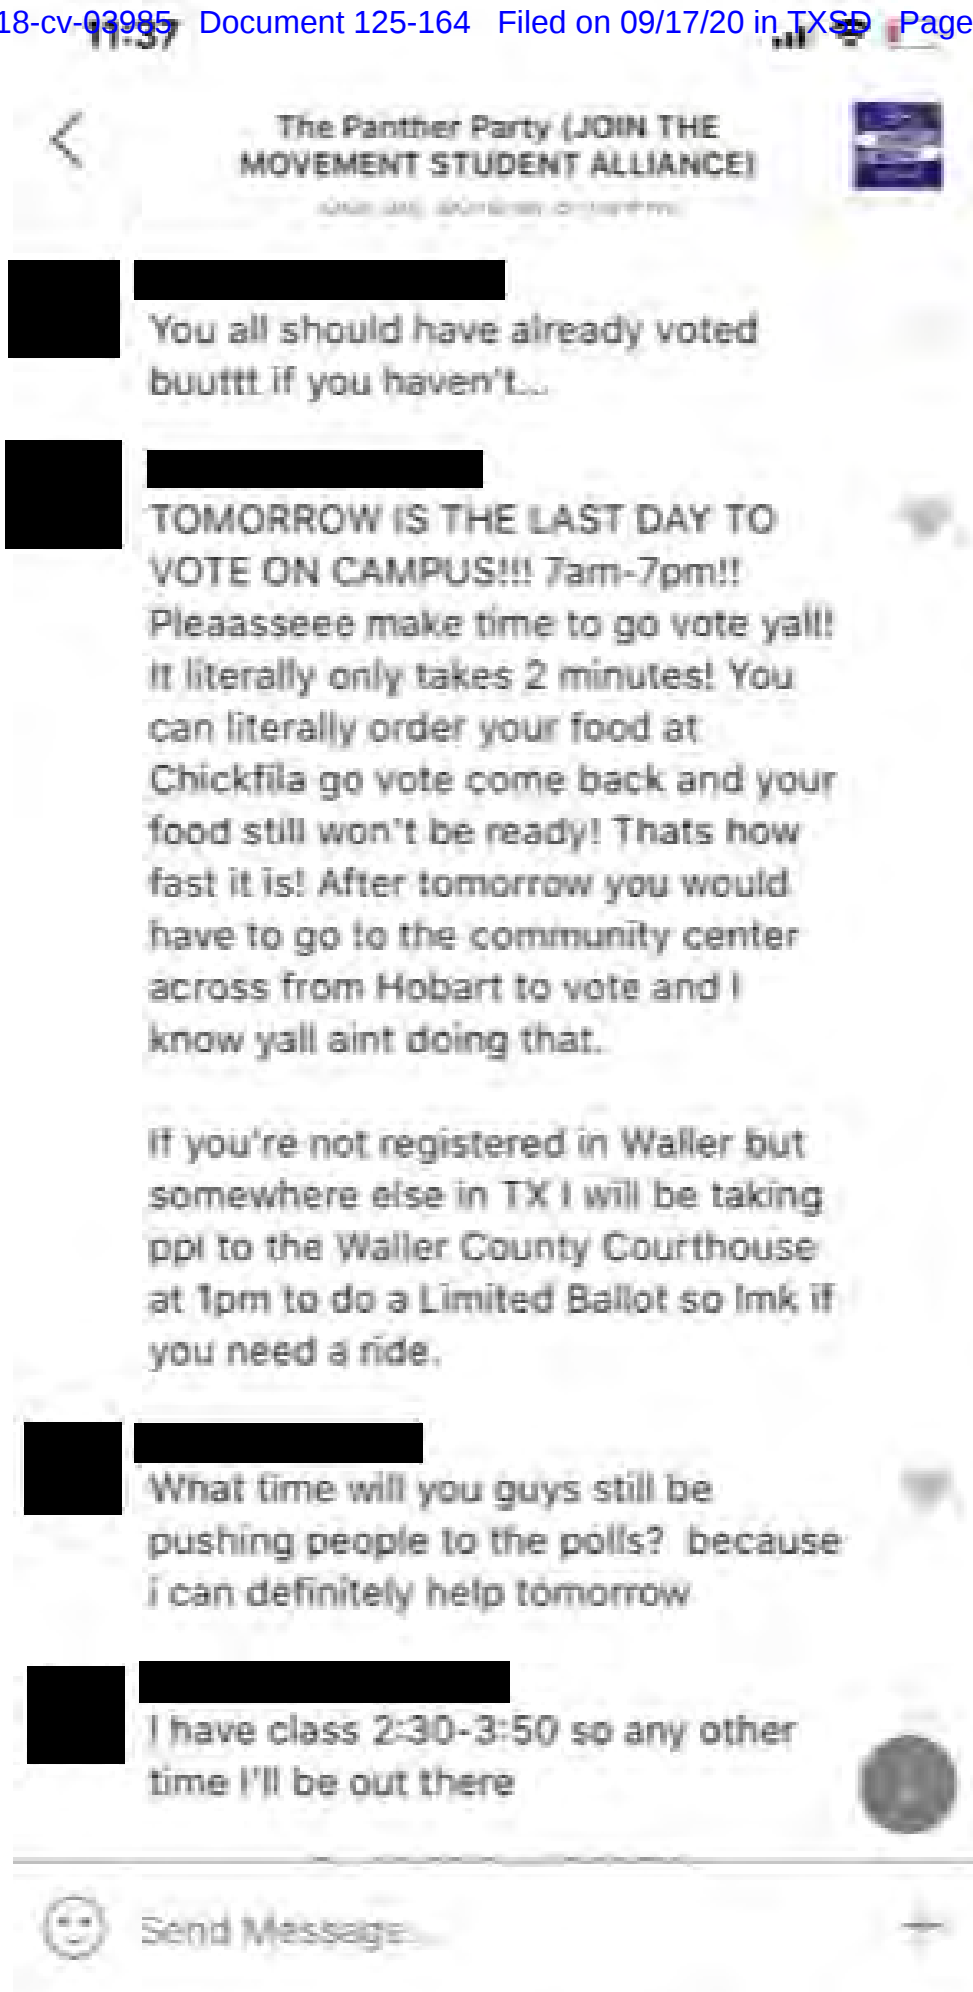 18-cv-03985 Document 125-164 Filed on 09/17/20 in TXSD Page
11:37
The Panther Party (JOIN THE
MOVEMENT STUDENT ALLIANCE)
You all should have already voted
buuttt if you haven't...
TOMORROW IS THE LAST DAY TO
VOTE ON CAMPUS!!! 7am-7pm!!
Pleaasseee make time to go vote yall!
It literally only takes 2 minutes! You
can literally order your food at
Chickfila go vote come back and your
food still won't be ready! Thats how
fast it is! After tomorrow you would
have to go to the community center
across from Hobart to vote and I
know yall aint doing that.
If you're not registered in Waller but
somewhere else in TX I will be taking
ppl to the Waller County Courthouse
at 1pm to do a Limited Ballot so lmk if
you need a ride.
What time will you guys still be
pushing people to the polls? because
i can definitely help tomorrow
I have class 2:30-3:50 so any other
time I'll be out there
Send Message...